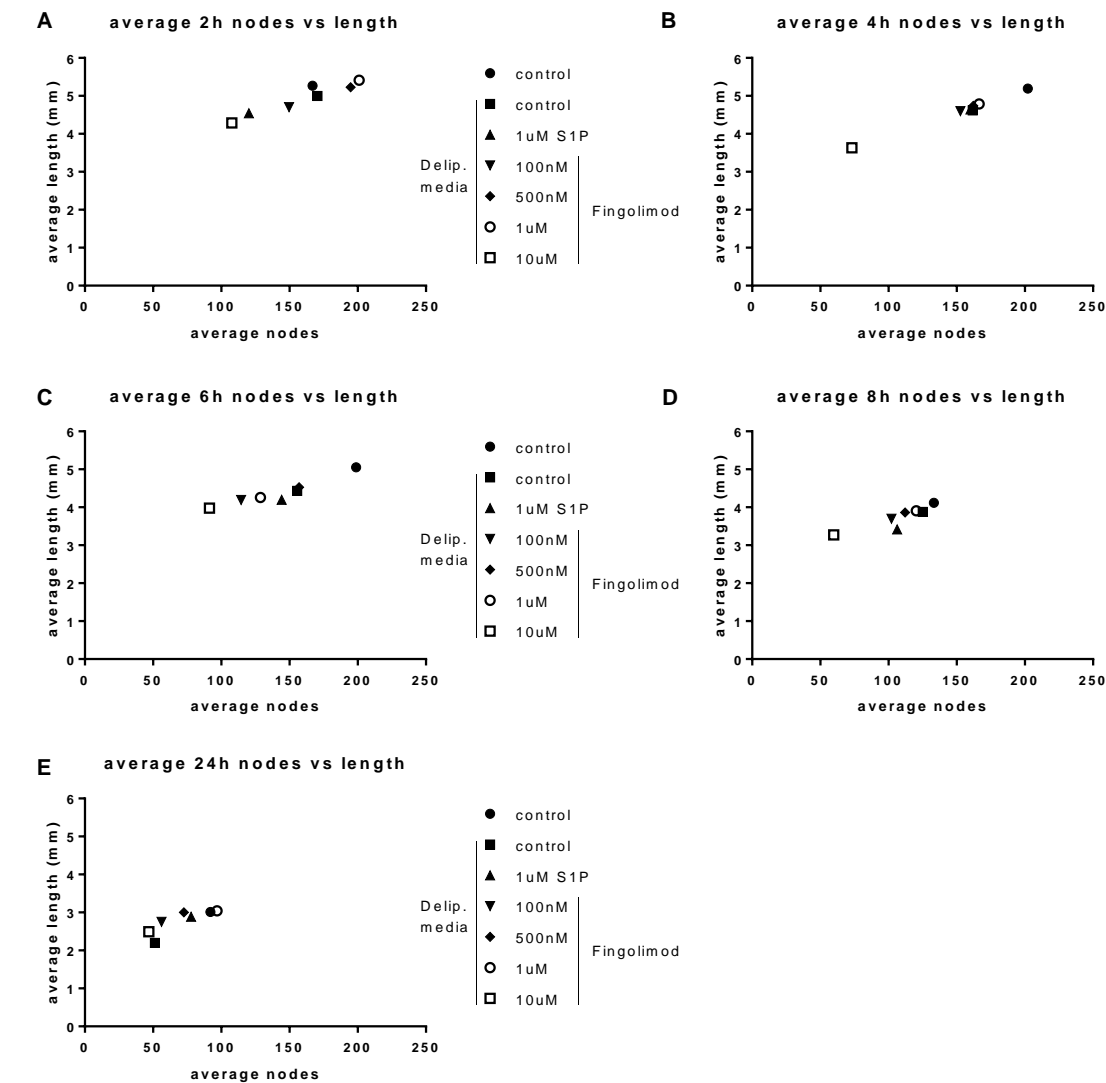 A
average 2h nodes vs length
6
5
4
3
2
1
0
average length (mm)
0 50 100 150 200 250
average nodes
control
control
1uM S1P
100nM
500nM
1uM
10uM
Delip.
media
Fingolimod
B
average 4h nodes vs length
6
5
4
3
2
1
0
average length (mm)
0 50 100 150 200 250
average nodes
C
average 6h nodes vs length
6
5
4
3
2
1
0
average length (mm)
0 50 100 150 200 250
average nodes
control
control
1uM S1P
100nM
500nM
1uM
10uM
Delip.
media
Fingolimod
D
average 8h nodes vs length
6
5
4
3
2
1
0
average length (mm)
0 50 100 150 200 250
average nodes
E
average 24h nodes vs length
6
5
4
3
2
1
0
average length (mm)
0 50 100 150 200 250
average nodes
control
control
1uM S1P
100nM
500nM
1uM
10uM
Delip.
media
Fingolimod